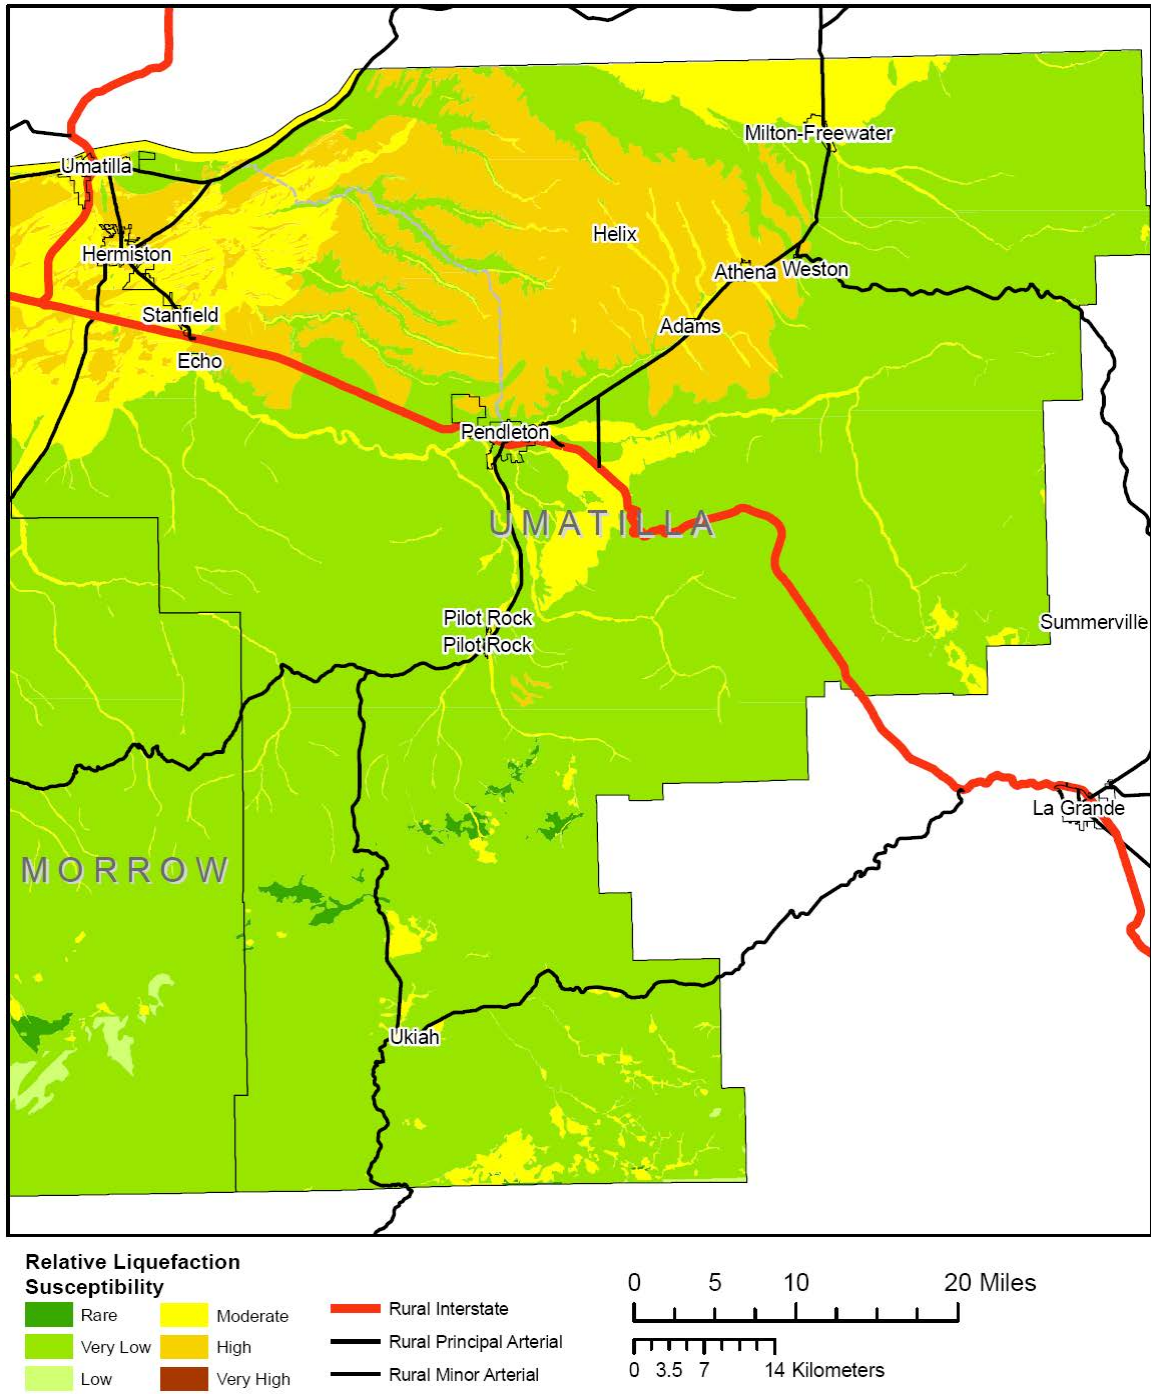 Milton-Freewater
Umatilla
Helix
Hermiston
Athena
Weston
Stanfield
Adams
Echo
Pendleton
UMATILLA
Pilot Rock
Pilot Rock
Summerville
La Grande
MORROW
Ukiah
Relative Liquefaction
Susceptibility
Rare
Very Low
Low
Moderate
High
Very High
Rural Interstate
Rural Principal Arterial
Rural Minor Arterial
0 5 10 20 Miles
0 3.5 7 14 Kilometers